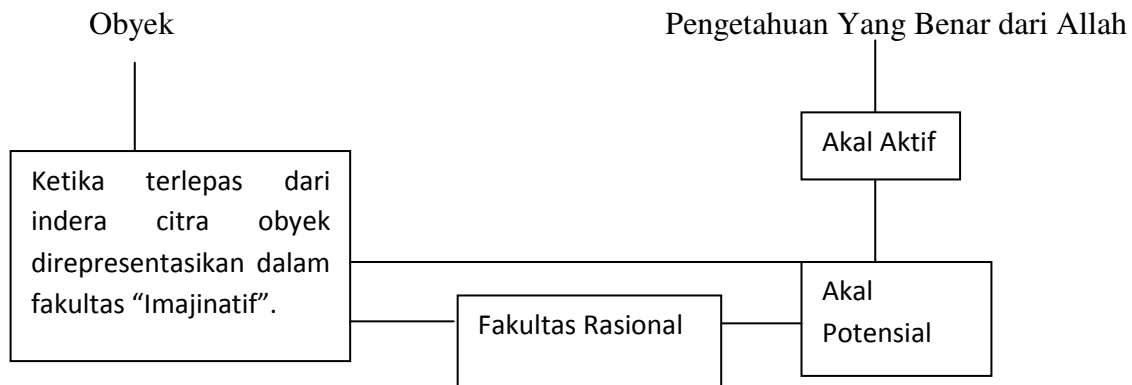 Obyek
Pengetahuan Yang Benar dari Allah
Akal Aktif
Ketika terlepas dari
indera citra obyek
direpresentasikan dalam
fakultas “Imajinatif”.
Fakultas Rasional
Akal
Potensial